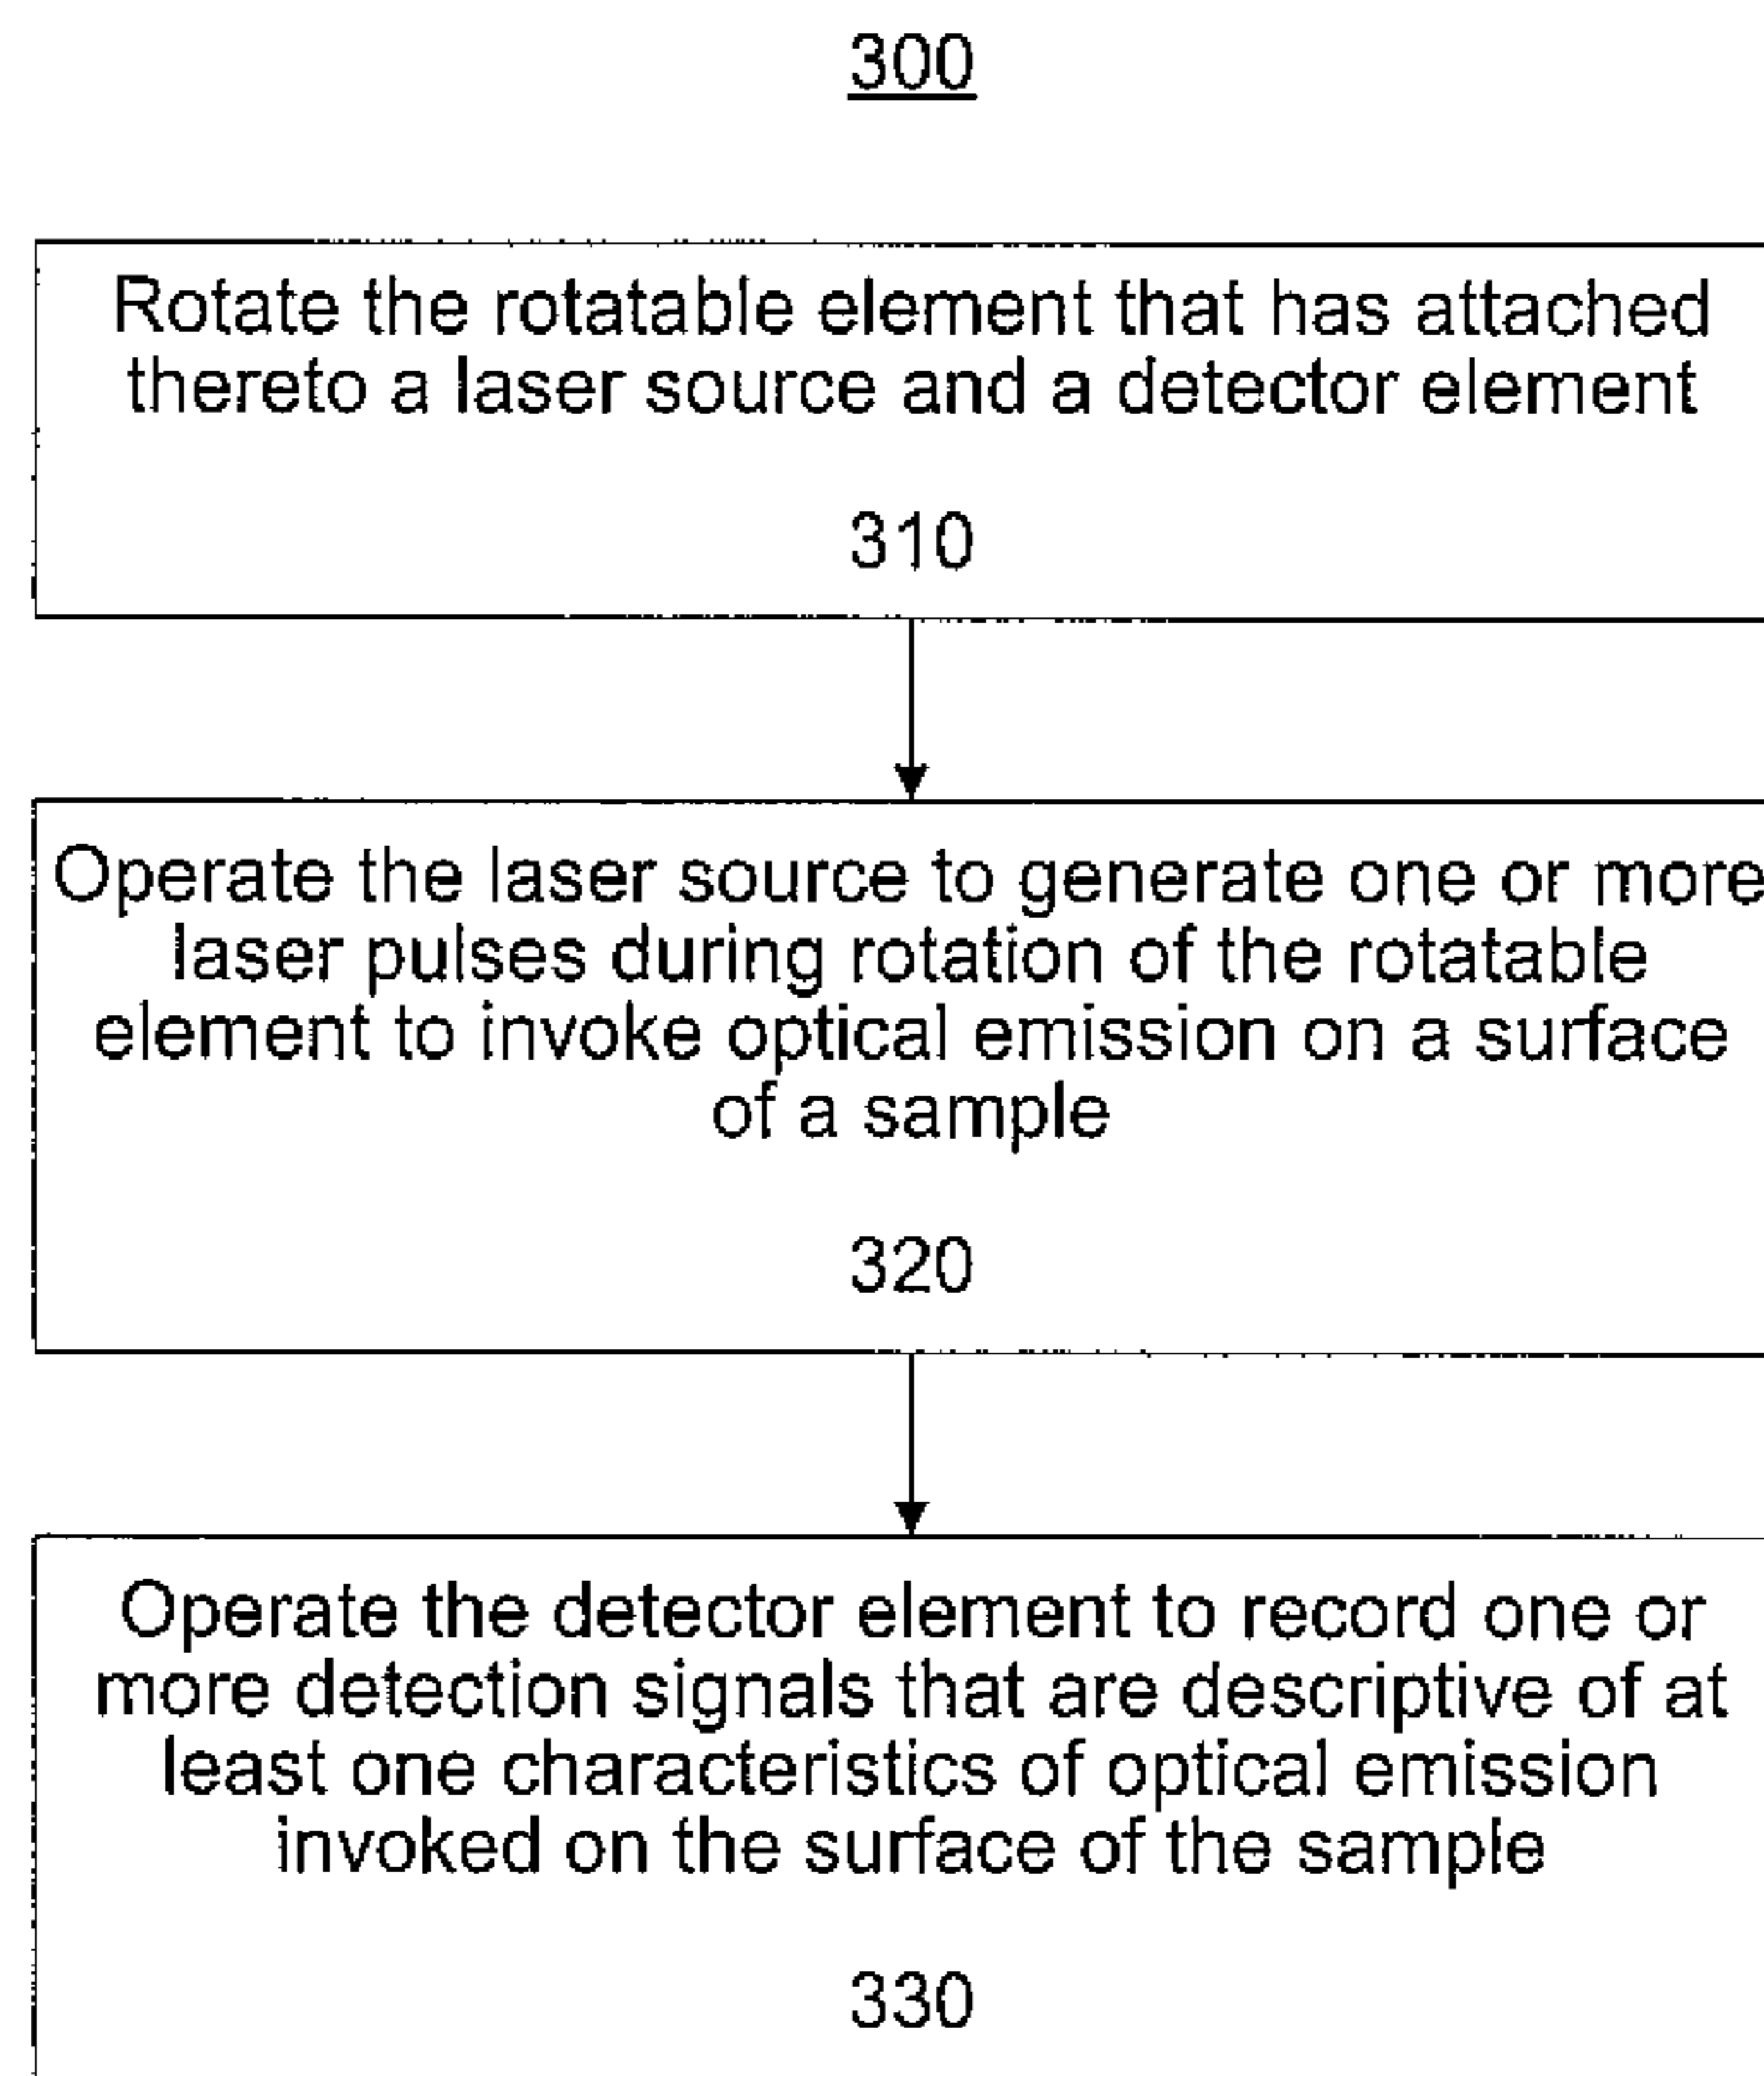 300
Rotate the rotatable element that has attached
thereto a laser source and a detector element
310
Operate the laser source to generate one or more
laser pulses during rotation of the rotatable
element to invoke optical emission on a surface
of a sample
320
Operate the detector element to record one or
more detection signals that are descriptive of at
least one characteristics of optical emission
invoked on the surface of the sample
330